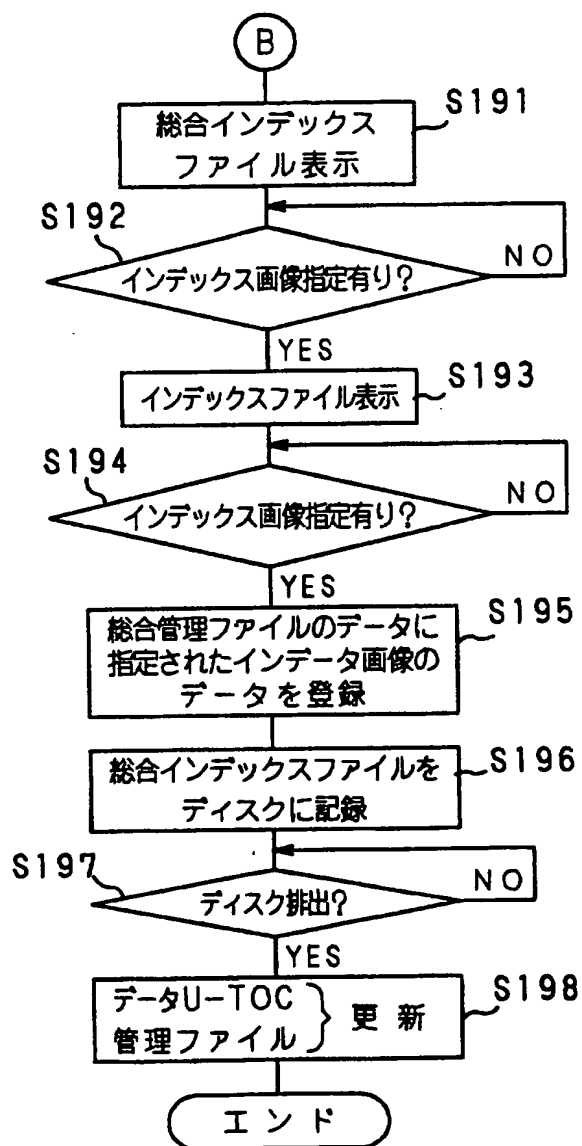 B
S191
総合インデックス
ファイル表示
S192
インデックス画像指定有り?
NO
YES
S193
インデックスファイル表示
S194
インデックス画像指定有り?
NO
YES
S195
総合管理ファイルのデータに
指定されたインデータ画像の
データを登録
S196
総合インデックスファイルを
ディスクに記録
S197
ディスク排出?
NO
YES
S198
データU-TOC
管理ファイル
更新
エンド